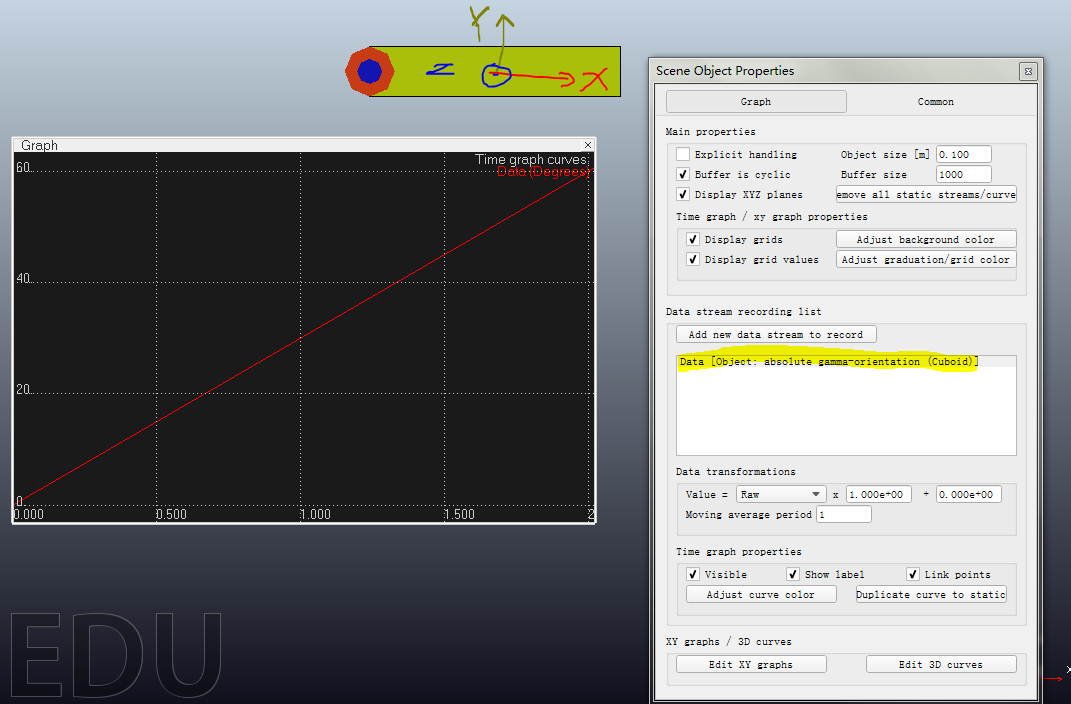 Y
Z
X
Graph
Time graph curves:
Data (Degrees)
60
40
20
0
0.000
0.500
1.000
1.500
2
EDU
Scene Object Properties
Graph
Common
Main properties
Explicit handling
Object size [m]
0.100
Buffer is cyclic
Buffer size
1000
Display XYZ planes
emove all static streams/curve
Time graph / xy graph properties
Display grids
Adjust background color
Display grid values
Adjust graduation/grid color
Data stream recording list
Add new data stream to record
Data [Object: absolute gamma-orientation (Cuboid)]
Data transformations
Value =
Raw
x
1.000e+00
+
0.000e+00
Moving average period
1
Time graph properties
Visible
Show label
Link points
Adjust curve color
Duplicate curve to static
XY graphs / 3D curves
Edit XY graphs
Edit 3D curves
x